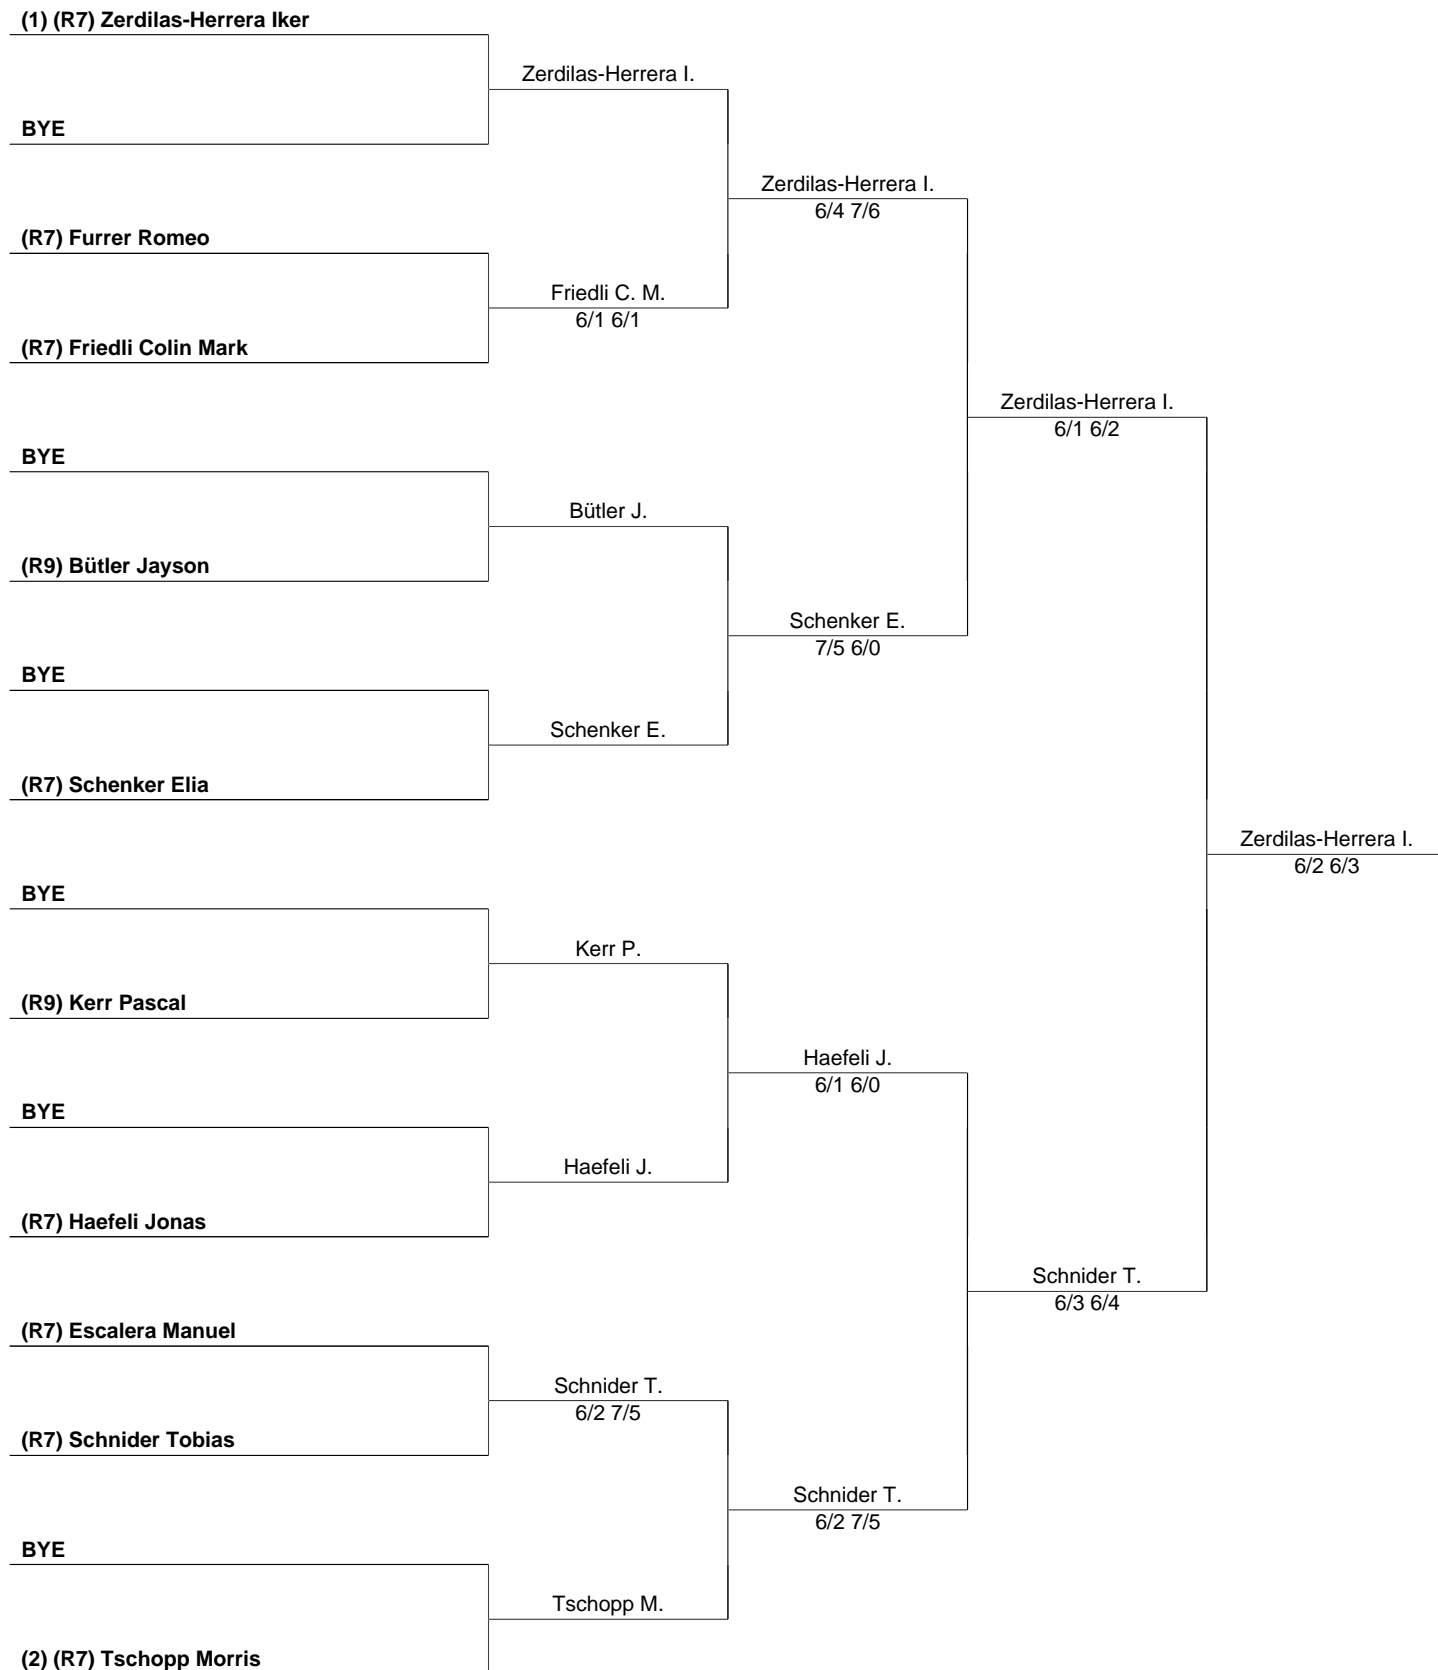 (1) (R7) Zerdilas-Herrera Iker
Zerdilas-Herrera I.
BYE
Zerdilas-Herrera I.
6/4 7/6
(R7) Furrer Romeo
Friedli C. M.
6/1 6/1
(R7) Friedli Colin Mark
Zerdilas-Herrera I.
6/1 6/2
BYE
Bütler J.
(R9) Bütler Jayson
Schenker E.
7/5 6/0
BYE
Schenker E.
(R7) Schenker Elia
Zerdilas-Herrera I.
6/2 6/3
BYE
Kerr P.
(R9) Kerr Pascal
Haefeli J.
6/1 6/0
BYE
Haefeli J.
(R7) Haefeli Jonas
Schnider T.
6/3 6/4
(R7) Escalera Manuel
Schnider T.
6/2 7/5
(R7) Schnider Tobias
Schnider T.
6/2 7/5
BYE
Tschopp M.
(2) (R7) Tschopp Morris